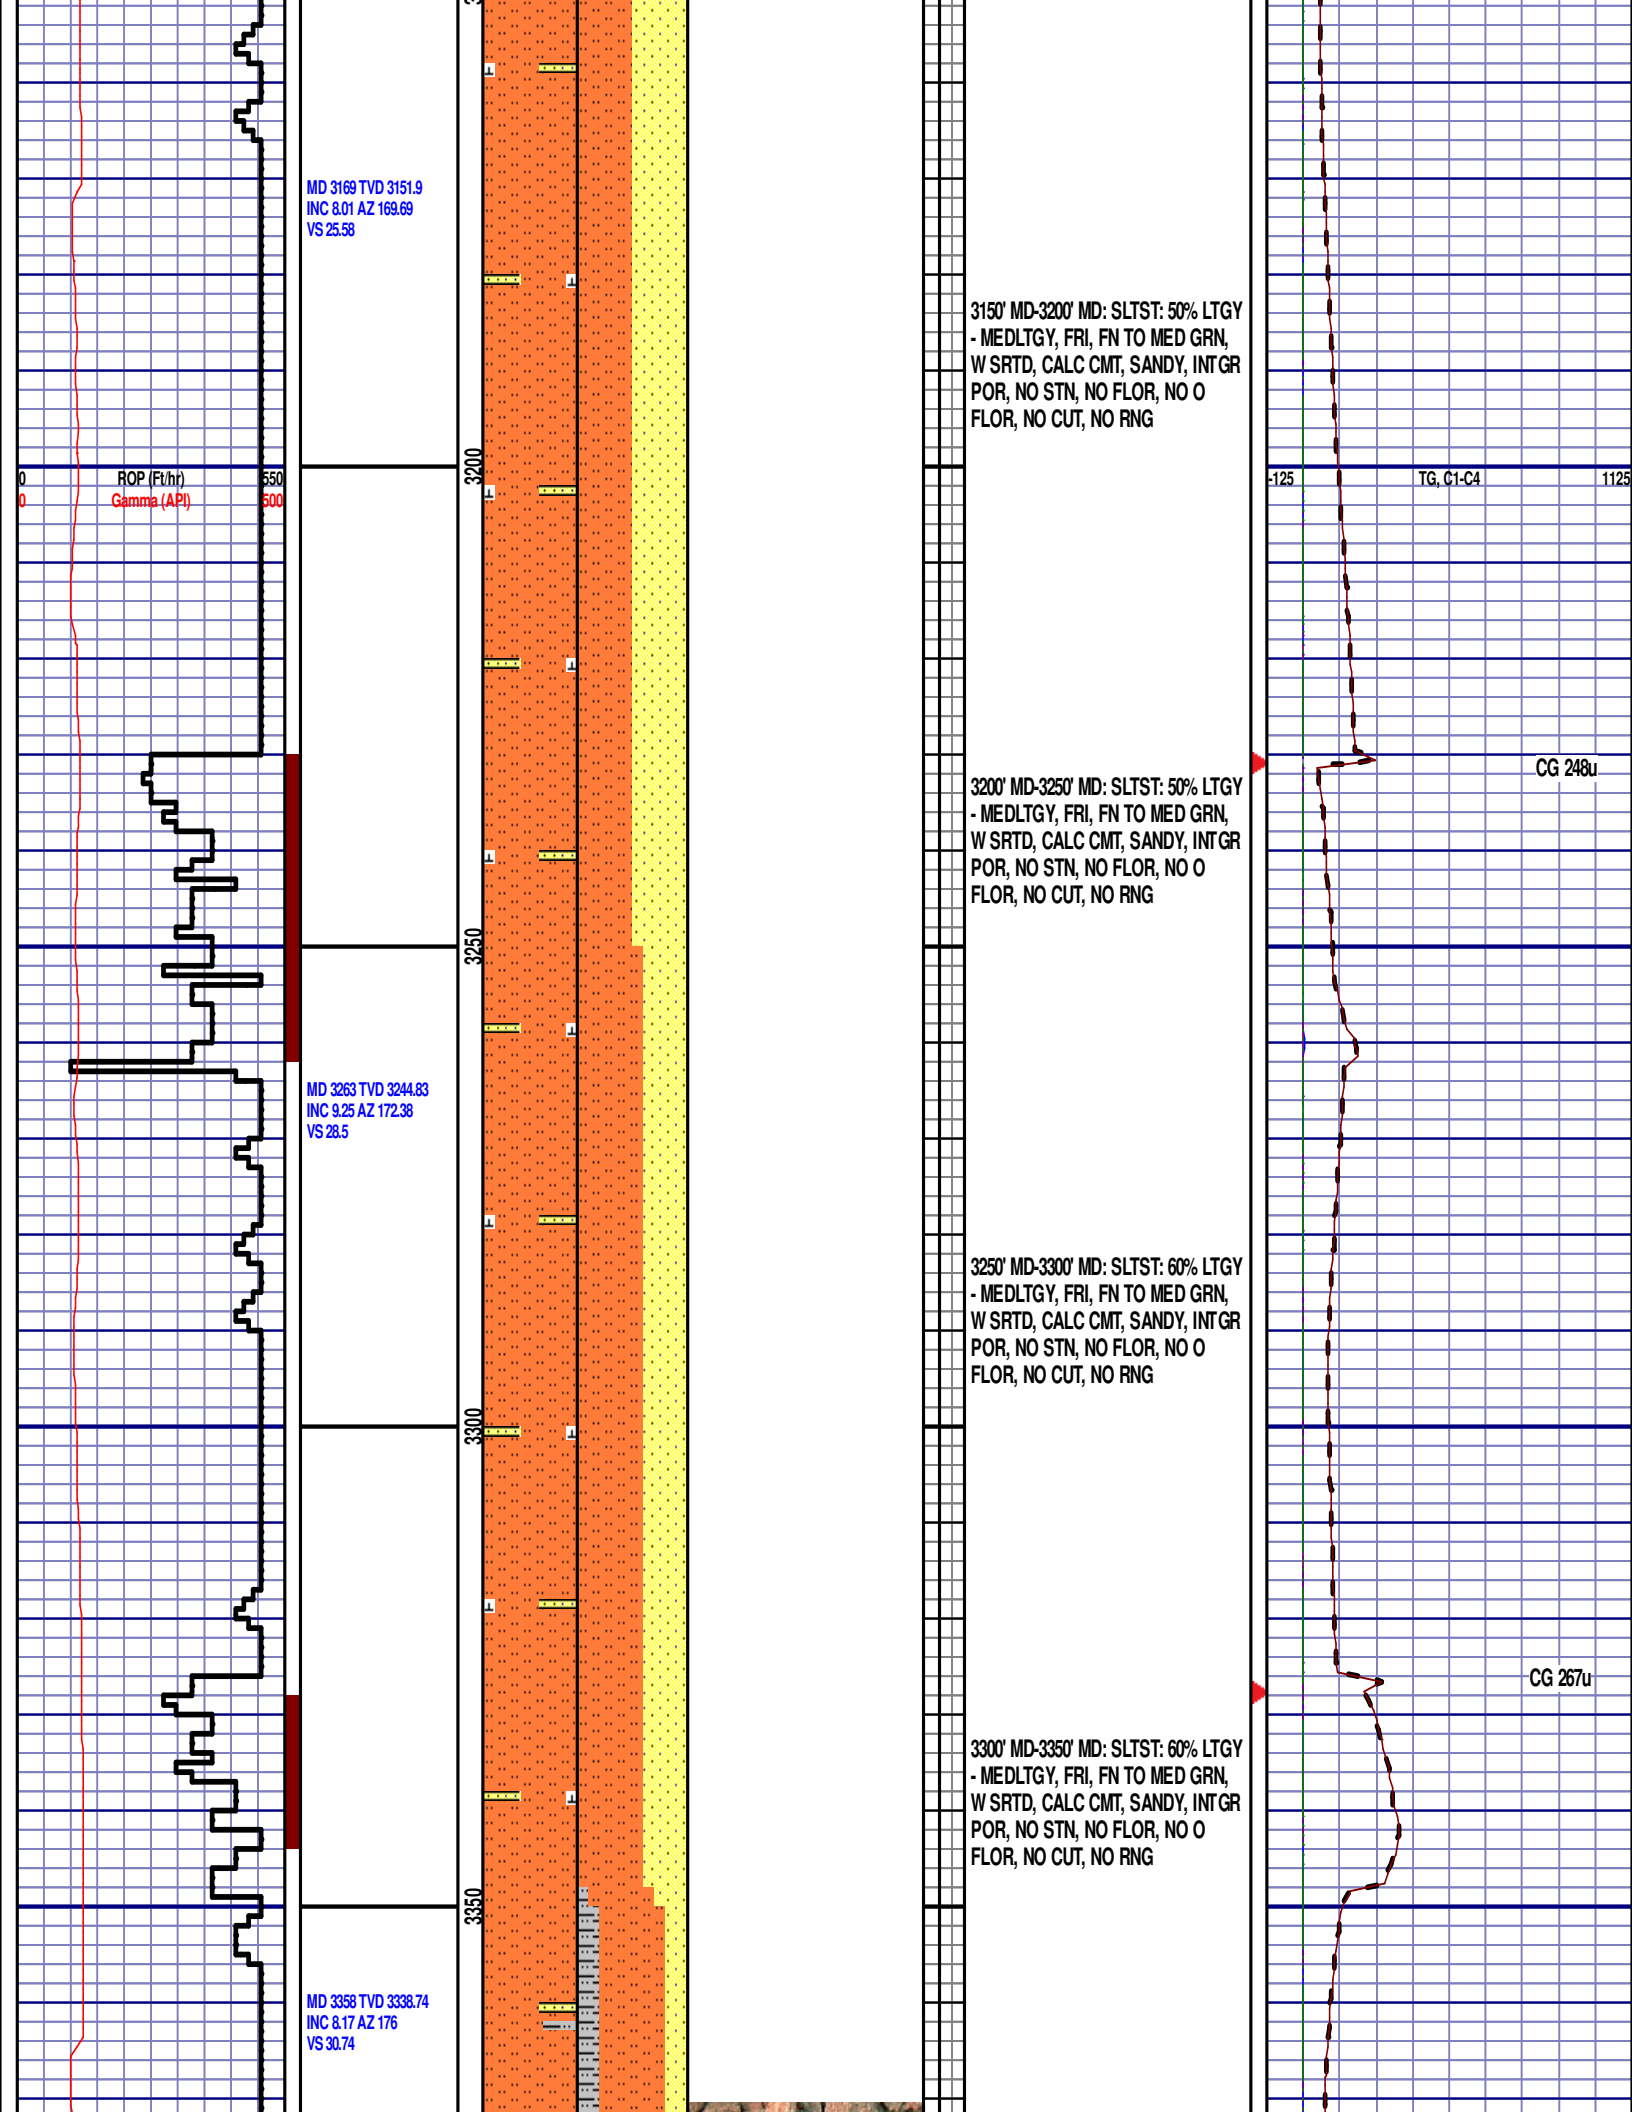 MD 3169 TVD 3151.9
INC 8.01 AZ 169.69
VS 25.58
3150' MD-3200' MD: SLTST: 50% LTGY
- MEDLTGY, FRI, FN TO MED GRN,
W SRTD, CALC CMT, SANDY, INTGR
POR, NO STN, NO FLOR, NO O
FLOR, NO CUT, NO RNG
3200
0 ROP (Ft/hr) 550
0 Gamma (API) 500
-125 TG, C1-C4 1125
CG 248u
3200' MD-3250' MD: SLTST: 50% LTGY
- MEDLTGY, FRI, FN TO MED GRN,
W SRTD, CALC CMT, SANDY, INTGR
POR, NO STN, NO FLOR, NO O
FLOR, NO CUT, NO RNG
3250
MD 3263 TVD 3244.83
INC 9.25 AZ 172.38
VS 28.5
3250' MD-3300' MD: SLTST: 60% LTGY
- MEDLTGY, FRI, FN TO MED GRN,
W SRTD, CALC CMT, SANDY, INTGR
POR, NO STN, NO FLOR, NO O
FLOR, NO CUT, NO RNG
3300
CG 267u
3300' MD-3350' MD: SLTST: 60% LTGY
- MEDLTGY, FRI, FN TO MED GRN,
W SRTD, CALC CMT, SANDY, INTGR
POR, NO STN, NO FLOR, NO O
FLOR, NO CUT, NO RNG
3350
MD 3358 TVD 3338.74
INC 8.17 AZ 176
VS 30.74